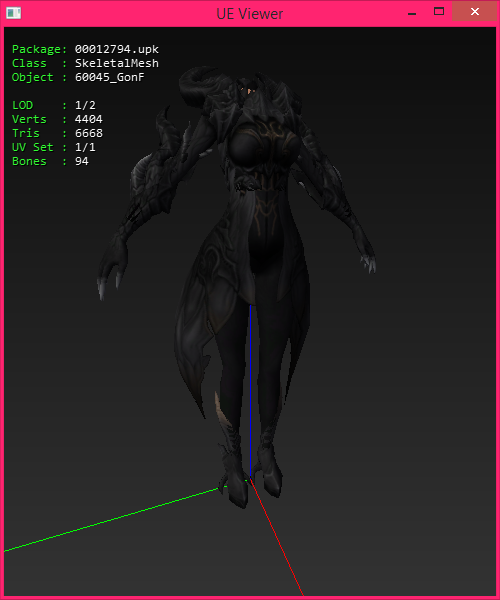 UE Viewer
Package: 00012794.upk
Class  : SkeletalMesh
Object : 60045_GonF
LOD    : 1/2
Verts  : 4404
Tris   : 6668
UV Set : 1/1
Bones  : 94